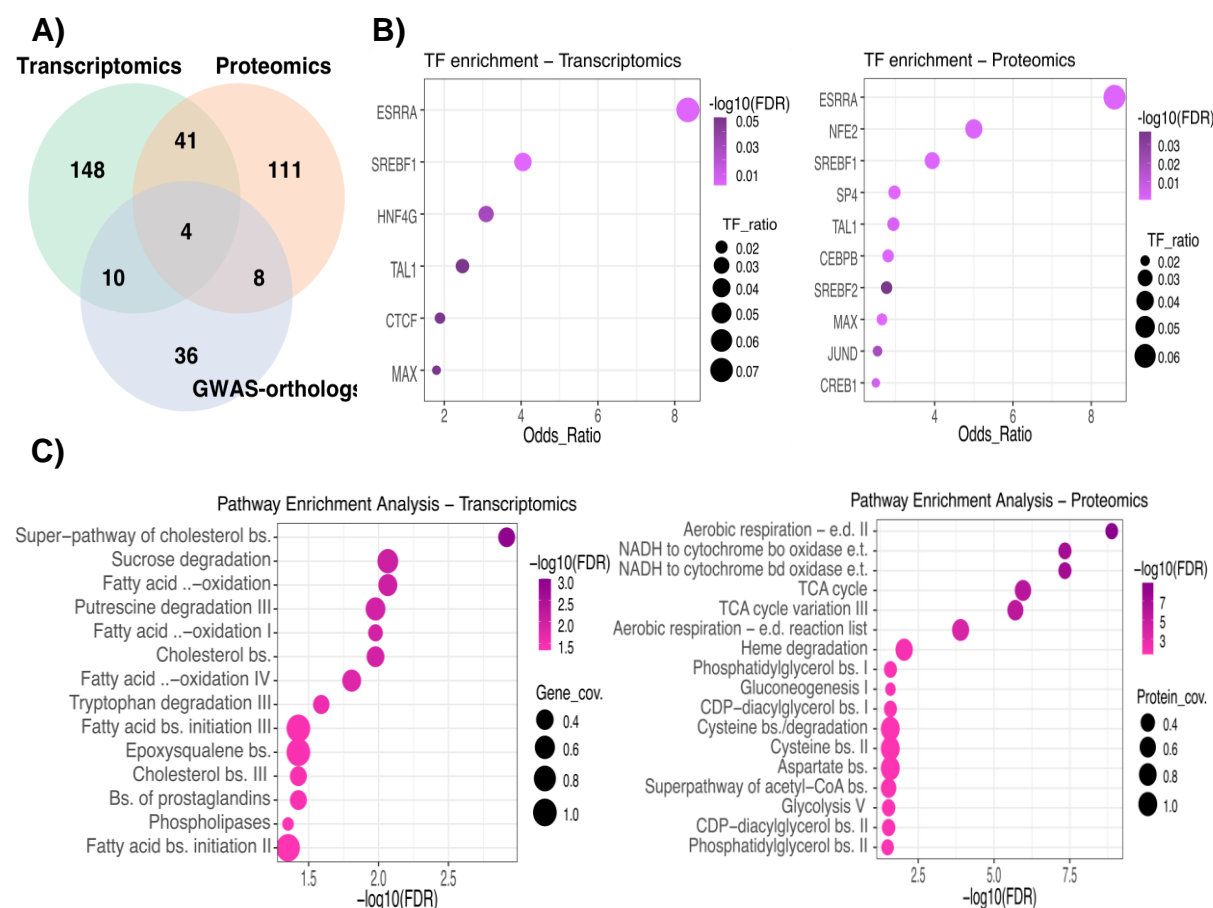 A)
Transcriptomics
Proteomics
41
148
111
4
10
8
36
GWAS-orthologs
B)
TF enrichment – Transcriptomics
ESRRA
SREBF1
HNF4G
TAL1
CTCF
MAX
2
4
6
8
Odds_Ratio
-log10(FDR)
0.05
0.03
0.01
TF_ratio
0.02
0.03
0.04
0.05
0.06
0.07
TF enrichment – Proteomics
ESRRA
NFE2
SREBF1
SP4
TAL1
CEBPB
SREBF2
MAX
JUND
CREB1
4
6
8
Odds_Ratio
-log10(FDR)
0.03
0.02
0.01
TF_ratio
0.02
0.03
0.04
0.05
0.06
C)
Pathway Enrichment Analysis – Transcriptomics
Super–pathway of cholesterol bs.
Sucrose degradation
Fatty acid ..–oxidation
Putrescine degradation III
Fatty acid ..–oxidation I
Cholesterol bs.
Fatty acid ..–oxidation IV
Tryptophan degradation III
Fatty acid bs. initiation III
Epoxysqualene bs.
Cholesterol bs. III
Bs. of prostaglandins
Phospholipases
Fatty acid bs. initiation II
1.5
2.0
2.5
-log10(FDR)
−log10(FDR)
3.0
2.5
2.0
1.5
Gene_cov.
0.4
0.6
0.8
1.0
Pathway Enrichment Analysis – Proteomics
Aerobic respiration – e.d. II
NADH to cytochrome bo oxidase e.t.
NADH to cytochrome bd oxidase e.t.
TCA cycle
TCA cycle variation III
Aerobic respiration – e.d. reaction list
Heme degradation
Phosphatidylglycerol bs. I
Gluconeogenesis I
CDP–diacylglycerol bs. I
Cysteine bs./degradation
Cysteine bs. II
Aspartate bs.
Superpathway of acetyl–CoA bs.
Glycolysis V
CDP–diacylglycerol bs. II
Phosphatidylglycerol bs. II
2.5
5.0
7.5
-log10(FDR)
−log10(FDR)
7
5
3
Protein_cov.
0.4
0.6
0.8
1.0